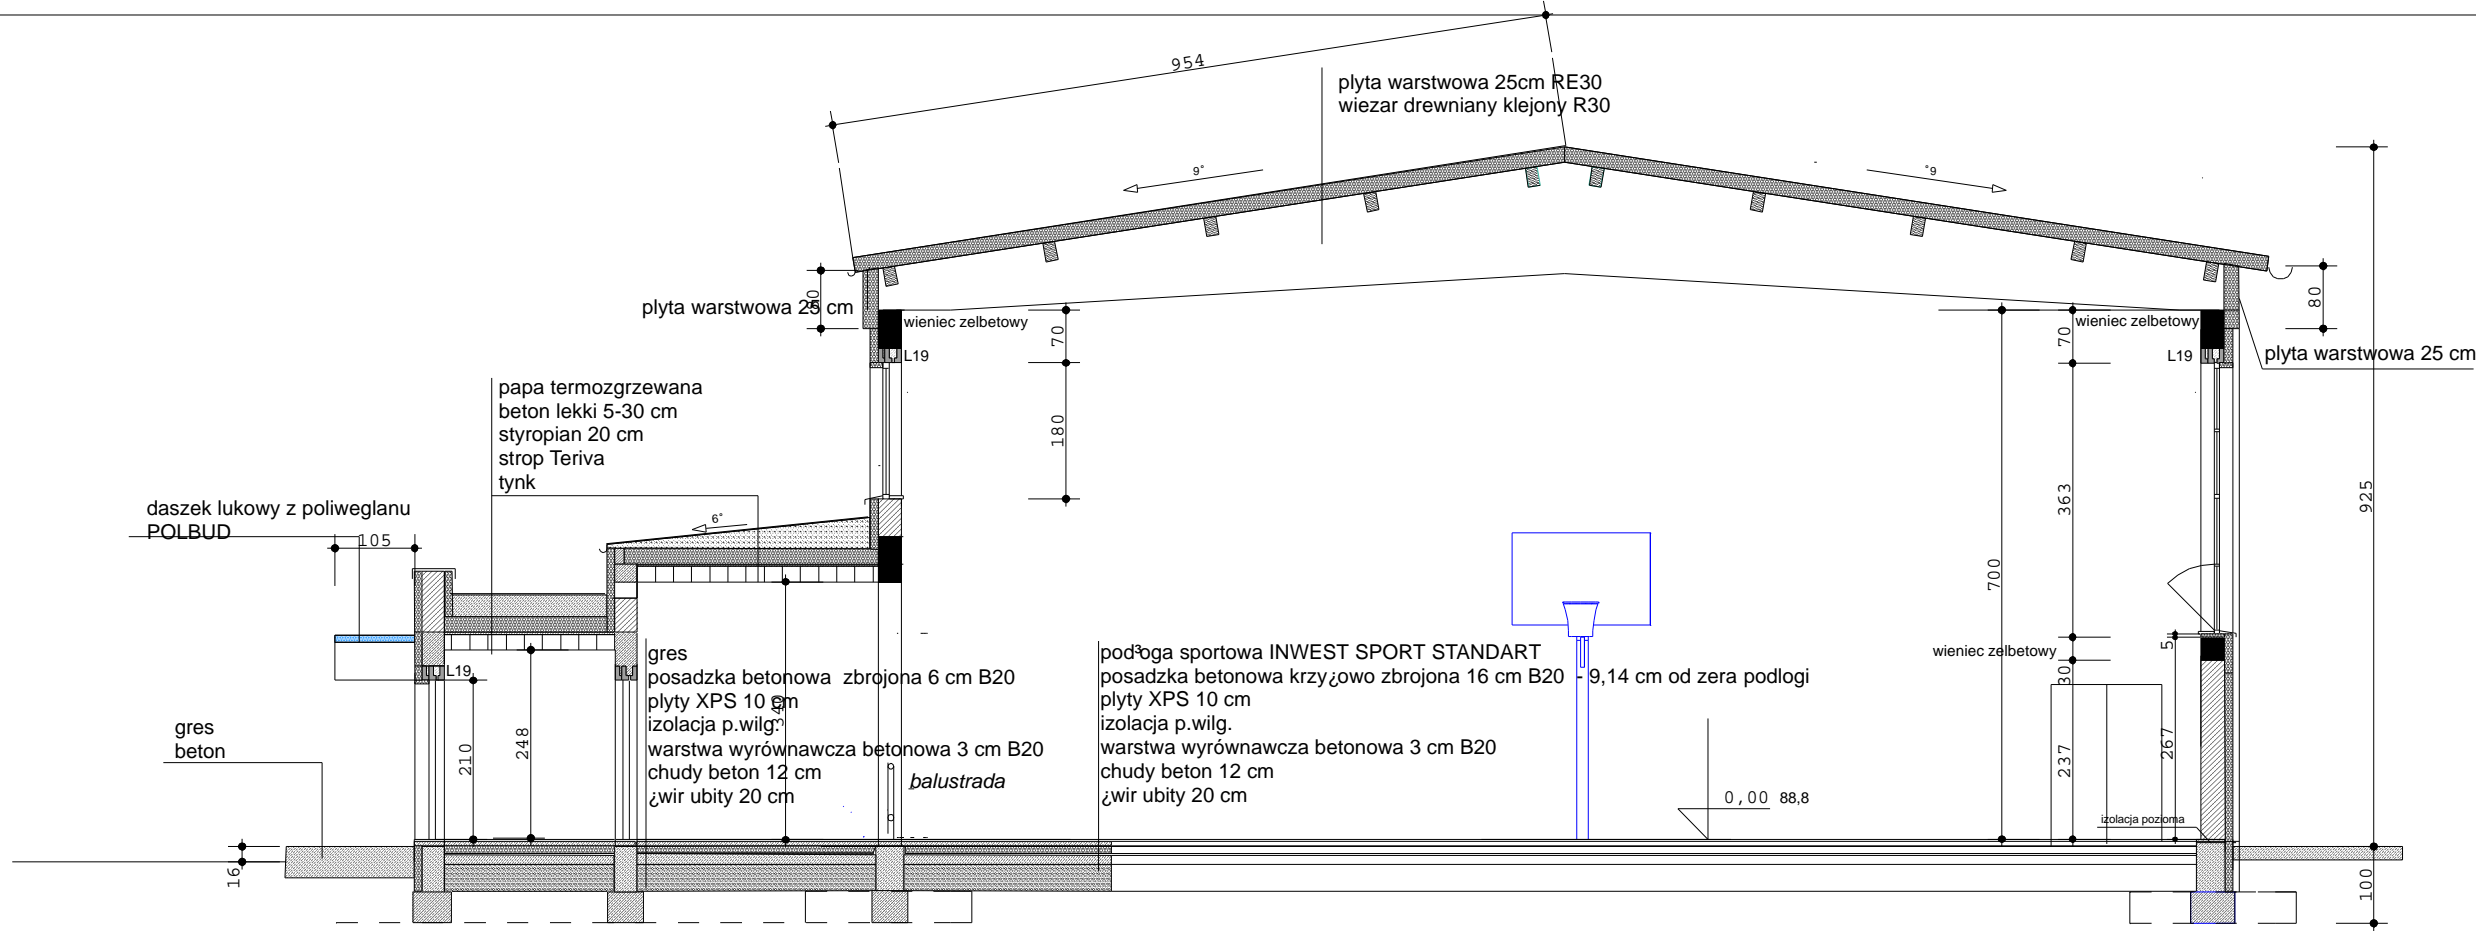 954
plyta warstwowa 25cm RE30
wiezar drewniany klejony R30
9°
°9
plyta warstwowa 25 cm
80
wieniec zelbetowy
70
L19
180
wieniec zelbetowy
70
L19
80
plyta warstwowa 25 cm
363
700
925
papa termozgrzewana
beton lekki 5-30 cm
styropian 20 cm
strop Teriva
tynk
daszek lukowy z poliweglanu
POLBUD
105
6°
L19
gres
beton
16
210
248
340
gres
posadzka betonowa zbrojona 6 cm B20
plyty XPS 10 cm
izolacja p.wilg.
warstwa wyrównawcza betonowa 3 cm B20
chudy beton 12 cm
¿wir ubity 20 cm
balustrada
pod³oga sportowa INWEST SPORT STANDART
posadzka betonowa krzy¿owo zbrojona 16 cm B20 - 9,14 cm od zera podlogi
plyty XPS 10 cm
izolacja p.wilg.
warstwa wyrównawcza betonowa 3 cm B20
chudy beton 12 cm
¿wir ubity 20 cm
0,00 88,8
wieniec zelbetowy
30
5
237
267
izolacja pozioma
100